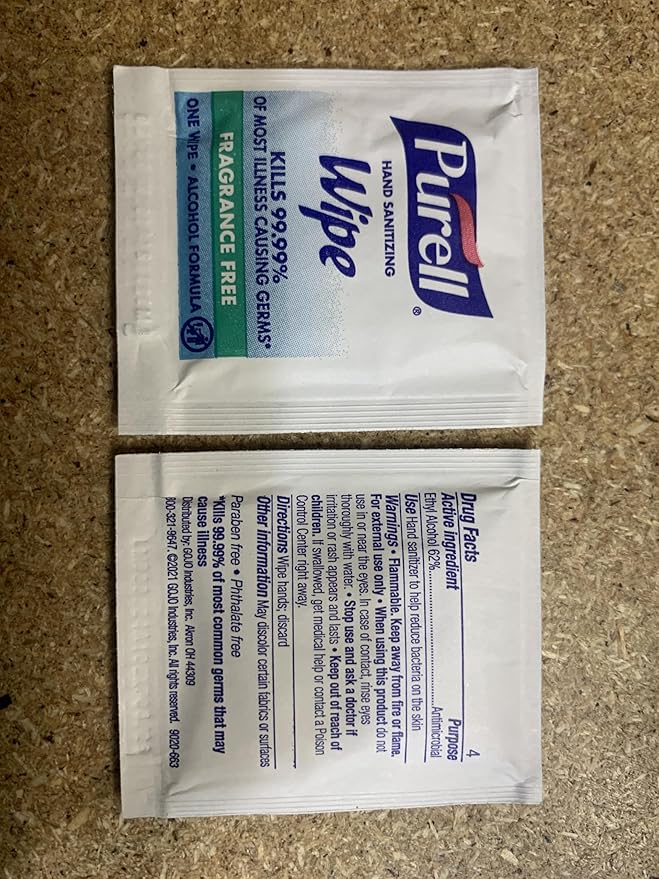 Purell®
HAND SANITIZING
Wipe
KILLS 99.99%
OF MOST ILLNESS CAUSING GERMS*
FRAGRANCE FREE
ONE WIPE • ALCOHOL FORMULA
4
Drug Facts
Active ingredient Purpose
Ethyl Alcohol 62%..............................Antimicrobial
Use Hand sanitizer to help reduce bacteria on the skin
Warnings • Flammable. Keep away from fire or flame.
For external use only • When using this product do not
use in or near the eyes. In case of contact, rinse eyes
thoroughly with water. • Stop use and ask a doctor if
irritation or rash appears and lasts • Keep out of reach of
children. If swallowed, get medical help or contact a Poison
Control Center right away.
Directions Wipe hands; discard
Other information May discolor certain fabrics or surfaces
Paraben free • Phthalate free
*Kills 99.99% of most common germs that may
cause illness
Distributed by: GOJO Industries, Inc. Akron OH 44309
800-321-9647. ©2021 GOJO Industries, Inc. All rights reserved. 9020-663